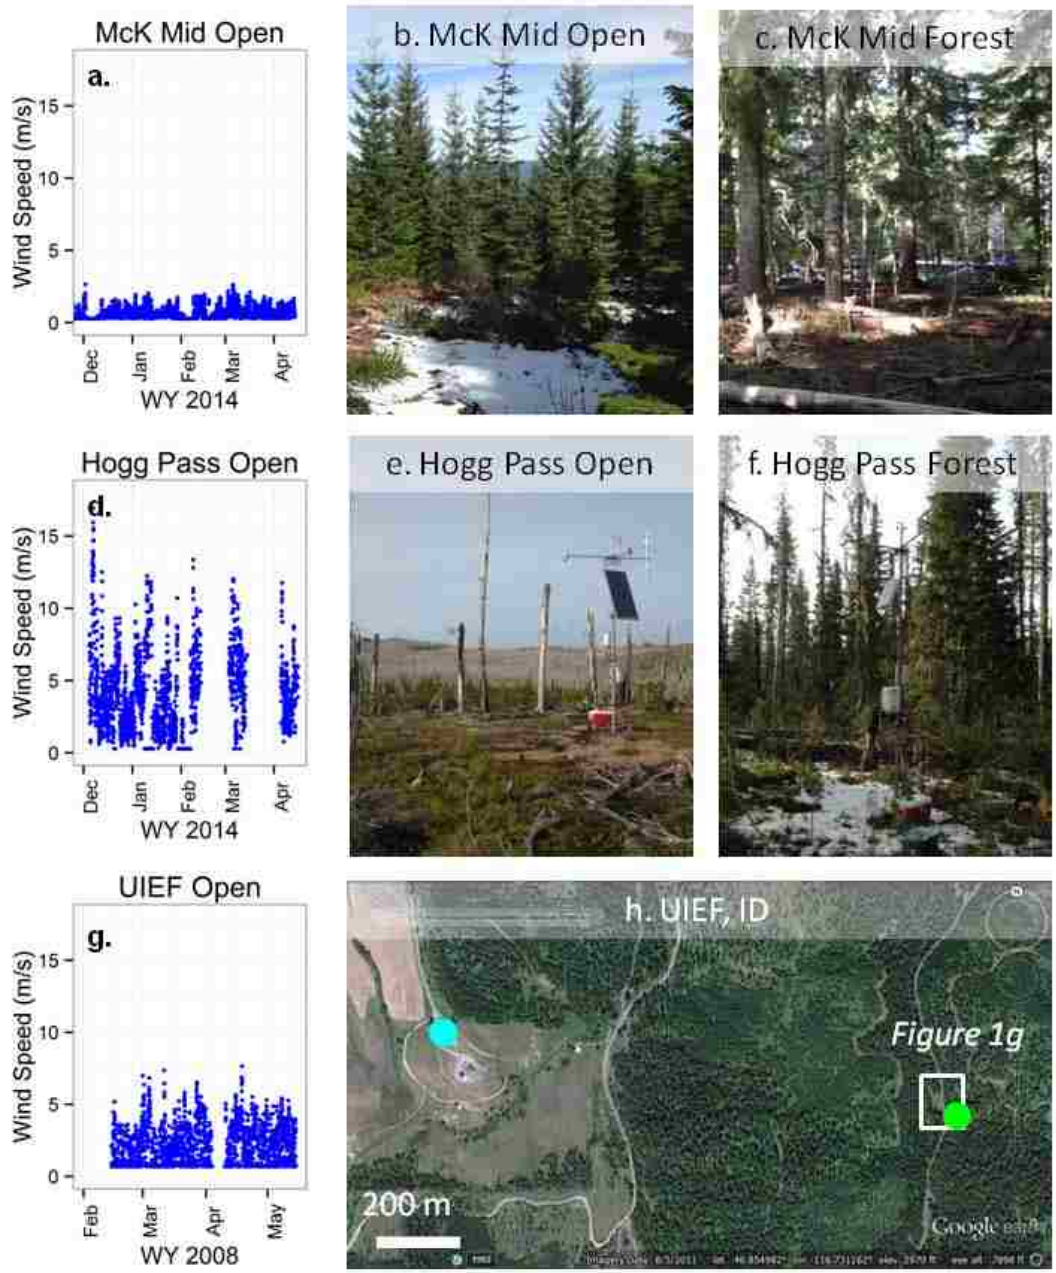 McK Mid Open
a.
Wind Speed (m/s)
15
10
5
0
Dec
Jan
Feb
Mar
Apr
WY 2014
b. McK Mid Open
c. McK Mid Forest
Hogg Pass Open
d.
Wind Speed (m/s)
15
10
5
0
Dec
Jan
Feb
Mar
Apr
WY 2014
e. Hogg Pass Open
f. Hogg Pass Forest
UIEF Open
g.
Wind Speed (m/s)
15
10
5
0
Feb
Mar
Apr
May
WY 2008
h. UIEF, ID
N
Figure 1g
200 m
Google earth